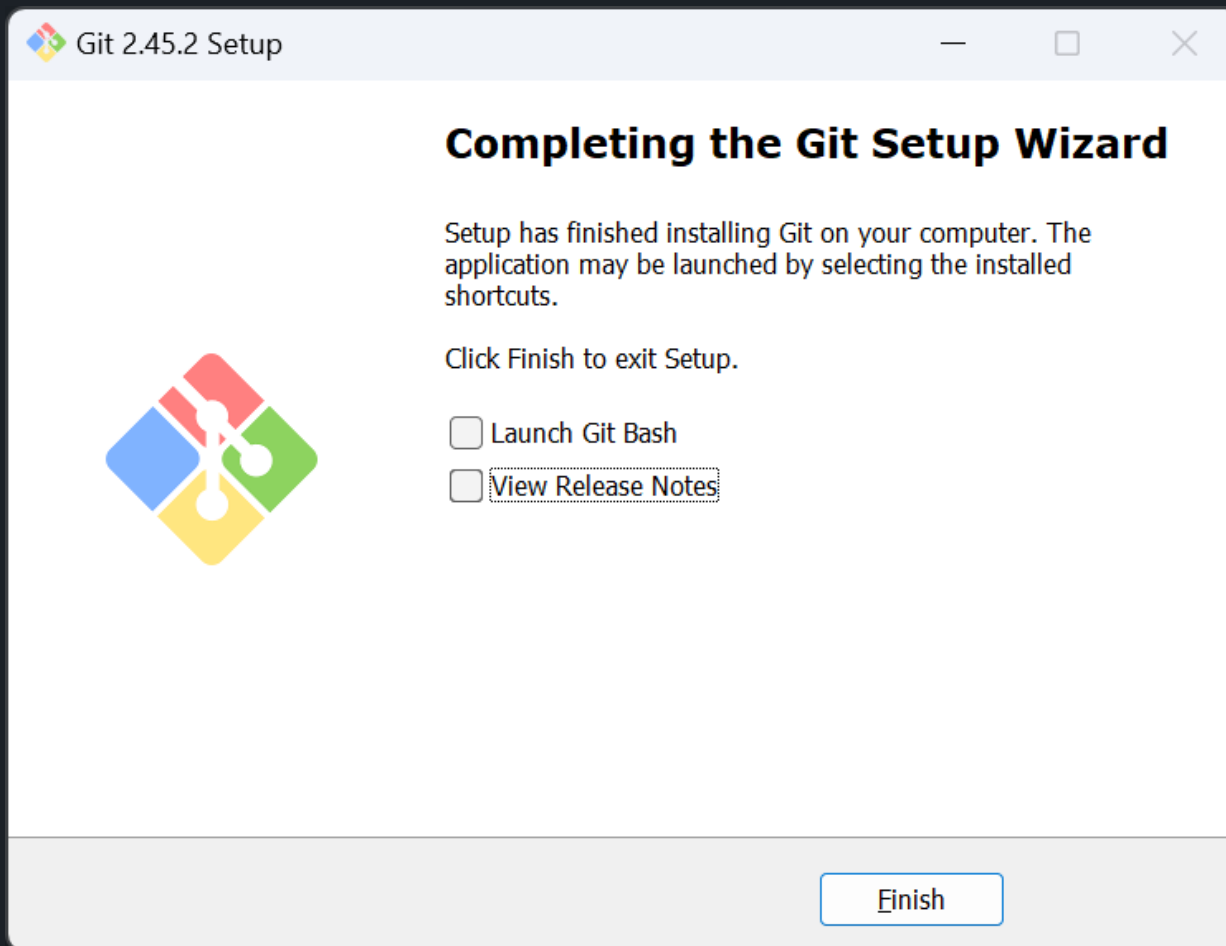 Git 2.45.2 Setup
Completing the Git Setup Wizard
Setup has finished installing Git on your computer. The
application may be launched by selecting the installed
shortcuts.
Click Finish to exit Setup.
Launch Git Bash
View Release Notes
Finish